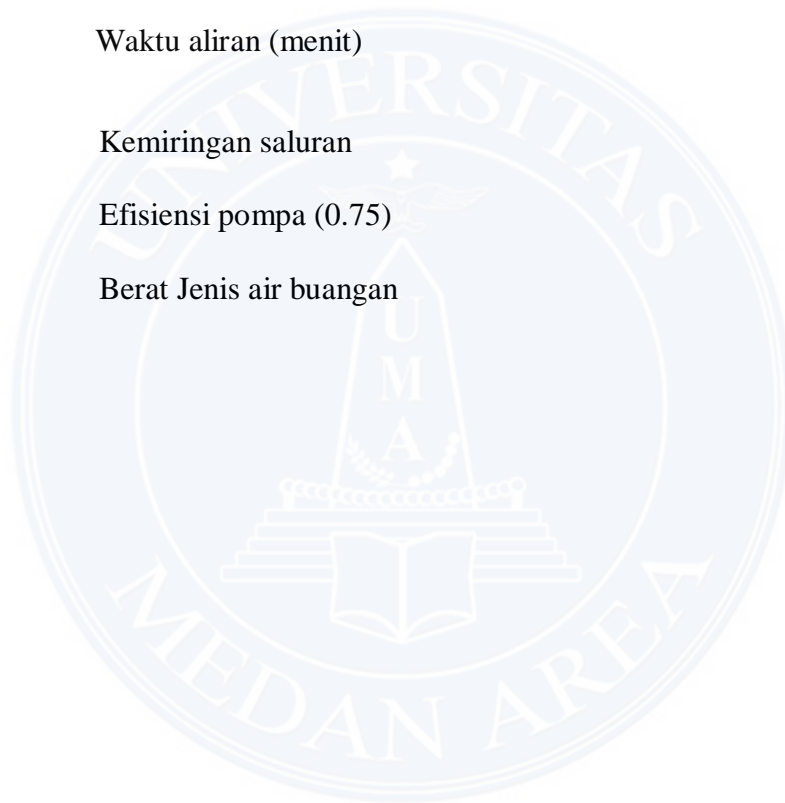 Waktu aliran (menit)
Kemiringan saluran
Efisiensi pompa (0.75)
Berat Jenis air buangan
UNIVERSITAS
U
M
A
MEDAN AREA